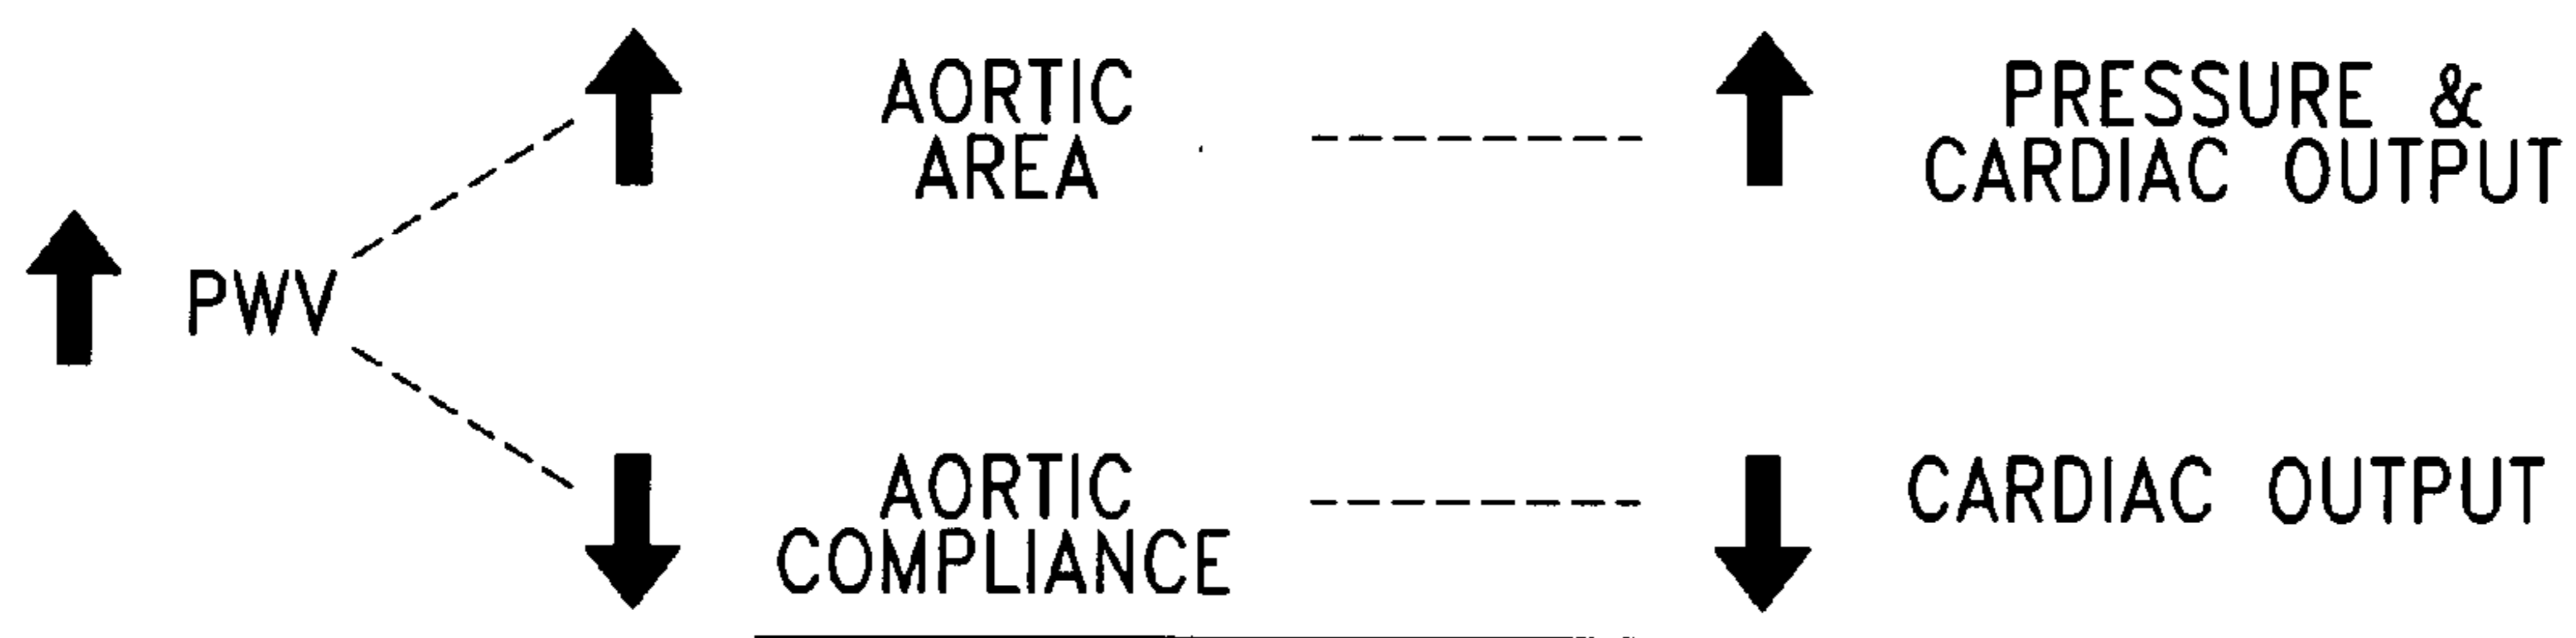 AORTIC
AREA
PRESSURE &
CARDIAC OUTPUT
PWV
AORTIC
COMPLIANCE
CARDIAC OUTPUT